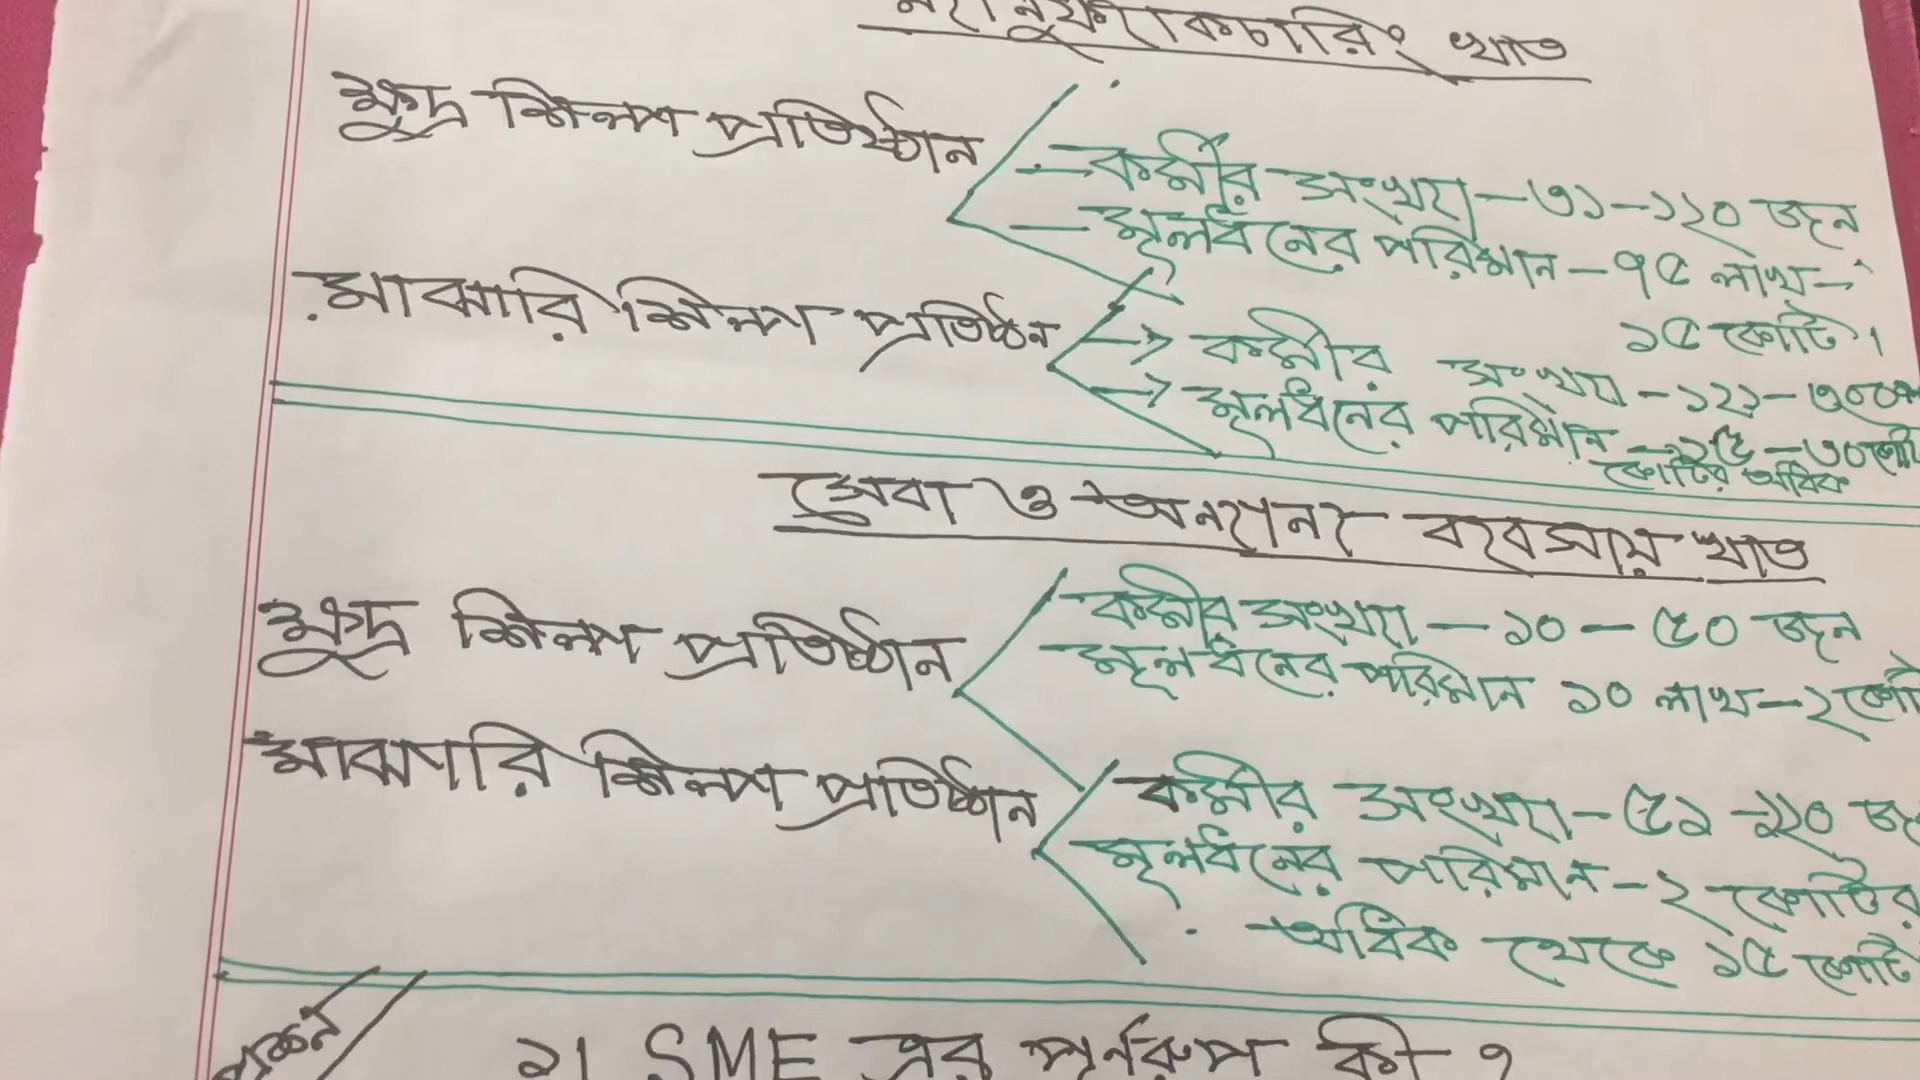 ম্যানুফ্যাকচারিং খাত
ক্ষুদ্র শিল্প প্রতিষ্ঠান
— কর্মীর সংখ্যা — ৩১ – ১২০ জন
— মূলধনের পরিমান — ৭৫ লাখ —
১৫ কোটি।
মাঝারি শিল্প প্রতিষ্ঠান
→ কর্মীর সংখ্যা – ১২১ – ৩০০
→ মূলধনের পরিমান – ১৫ – ৩০ কোটি
কোটির অধিক
সেবা ও অন্যান্য ব্যবসায় খাত
ক্ষুদ্র শিল্প প্রতিষ্ঠান
কর্মীর সংখ্যা — ১০ — ৫০ জন
মূলধনের পরিমান ১০ লাখ — ২ কোটি
মাঝারি শিল্প প্রতিষ্ঠান
কর্মীর সংখ্যা – ৫১ – ১২০ জন
মূলধনের পরিমান – ২ কোটির
অধিক থেকে ১৫ কোটি
প্রশ্ন
১। SME এর পূর্ণরুপ কী ?